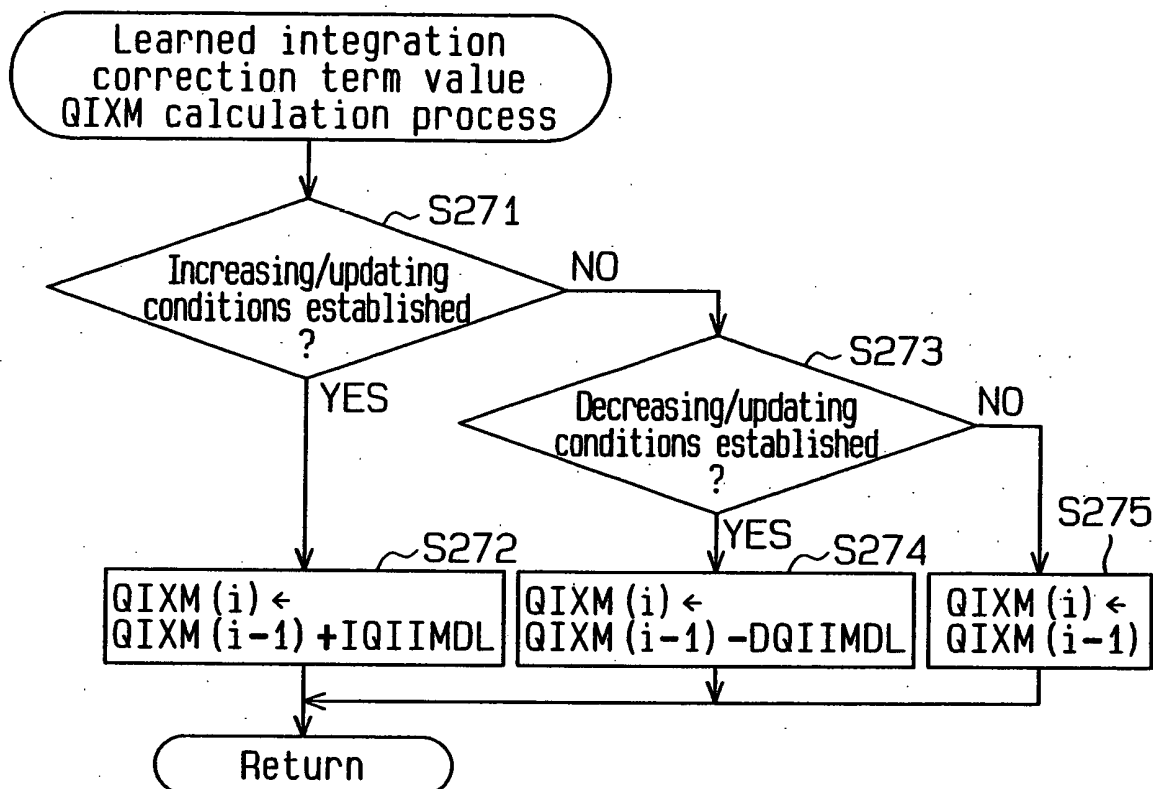 Learned integration
correction term value
QIXM calculation process
S271
Increasing/updating
conditions established
?
NO
YES
S273
Decreasing/updating
conditions established
?
NO
YES
S272
QIXM(i)←
QIXM(i-1)+IQIIMDL
S274
QIXM(i)←
QIXM(i-1)-DQIIMDL
S275
QIXM(i)←
QIXM(i-1)
Return